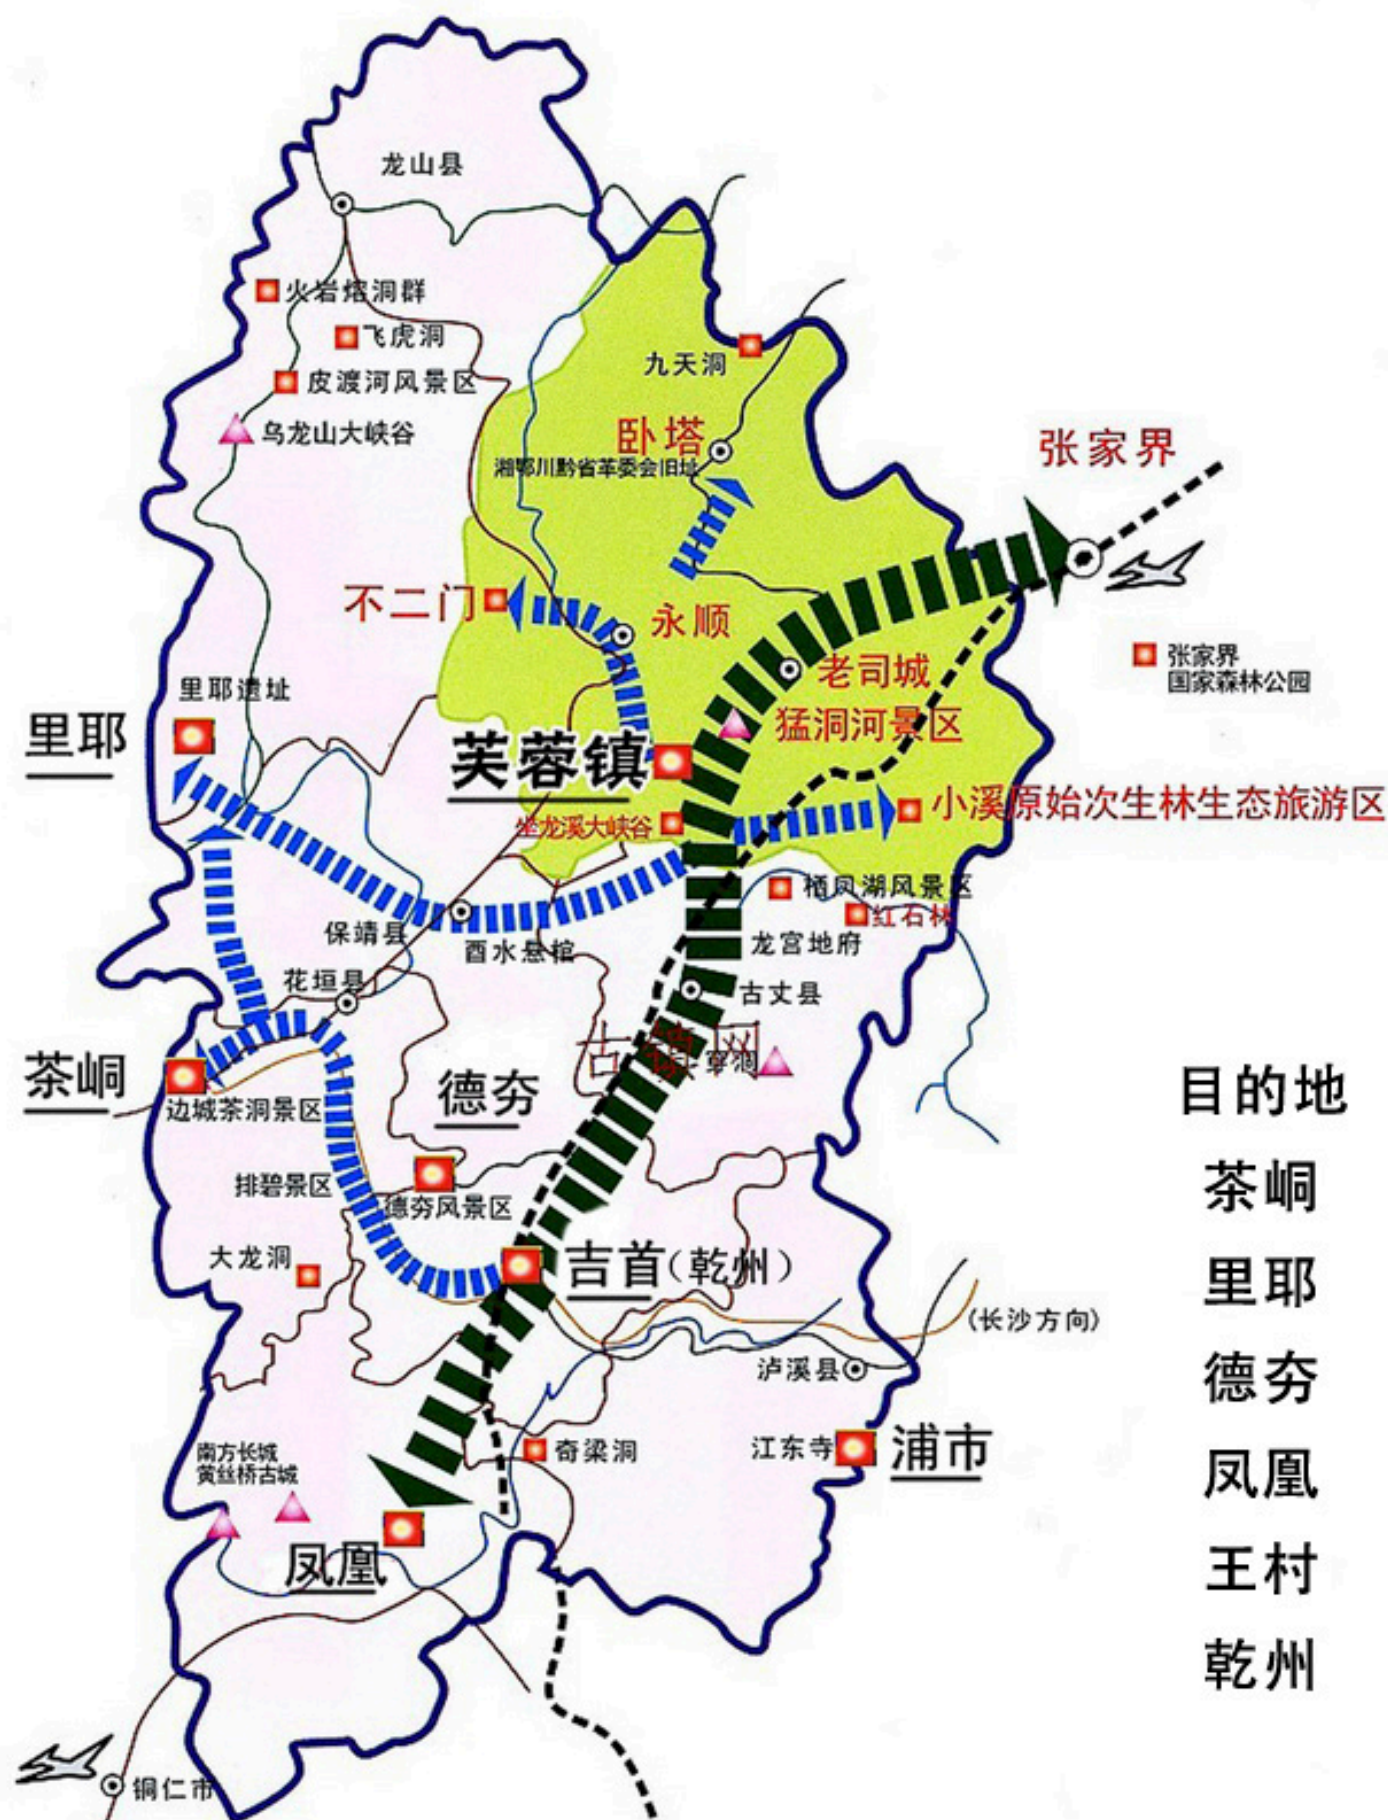 龙山县
火岩熔洞群
飞虎洞
皮渡河风景区
乌龙山大峡谷
九天洞
卧塔
湘鄂川黔省革委会旧址
张家界
不二门
永顺
老司城
张家界
国家森林公园
里耶遗址
里耶
猛洞河景区
芙蓉镇
小溪原始次生林生态旅游区
坐龙溪大峡谷
栖凤湖风景区
红石林
保靖县
酉水悬棺
龙宫地府
花垣县
古丈县
茶峒
边城茶洞景区
德夯
目的地
茶峒
排碧景区
德夯风景区
里耶
大龙洞
吉首(乾州)
(长沙方向)
泸溪县
德夯
南方长城
黄丝桥古城
奇梁洞
江东寺
浦市
凤凰
凤凰
王村
乾州
铜仁市